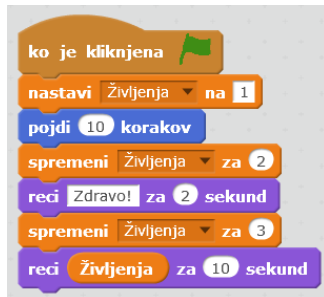 ko je kliknjena
nastavi Življenja na 1
pojdi 10 korakov
spremeni Življenja za 2
reci Zdravo! za 2 sekund
spremeni Življenja za 3
reci Življenja za 10 sekund